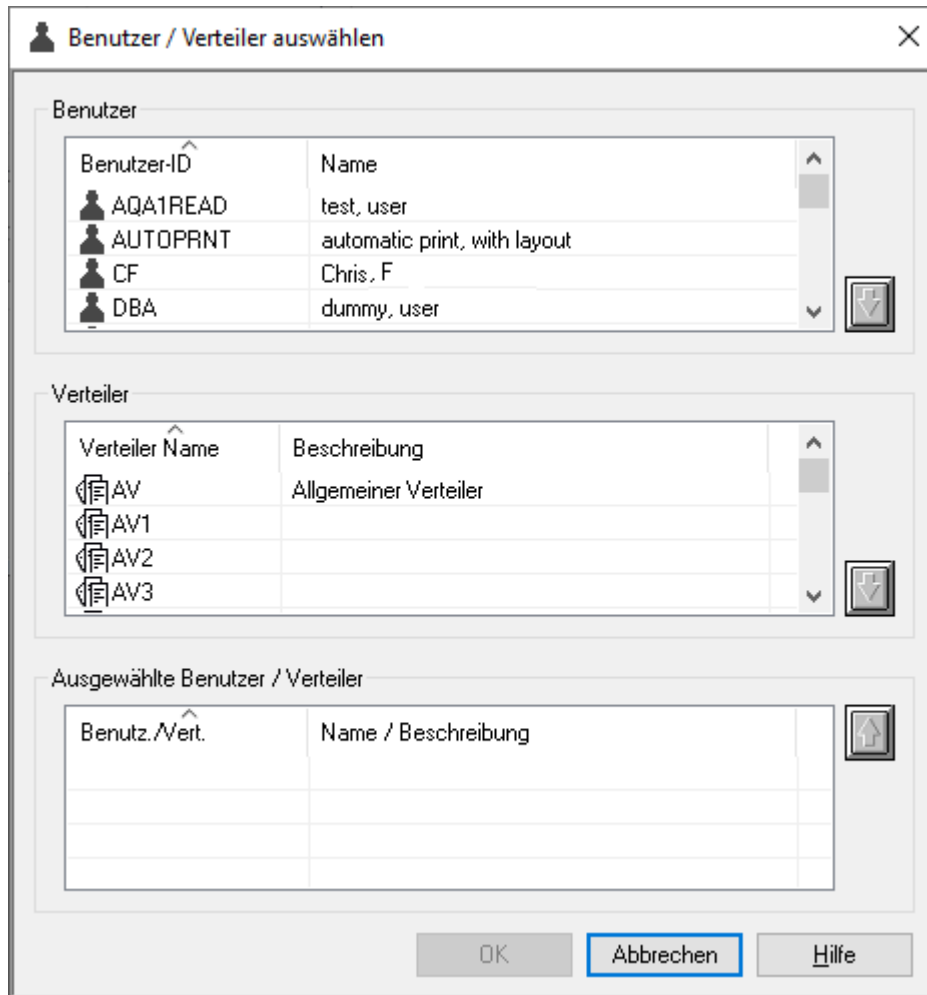 Benutzer / Verteiler auswählen
Benutzer
Benutzer-ID Name
AQA1READ test, user
AUTOPRNT automatic print, with layout
CF Chris, F
DBA dummy, user
Verteiler
Verteiler Name Beschreibung
AV Allgemeiner Verteiler
AV1
AV2
AV3
Ausgewählte Benutzer / Verteiler
Benutz./Vert. Name / Beschreibung
OK Abbrechen Hilfe